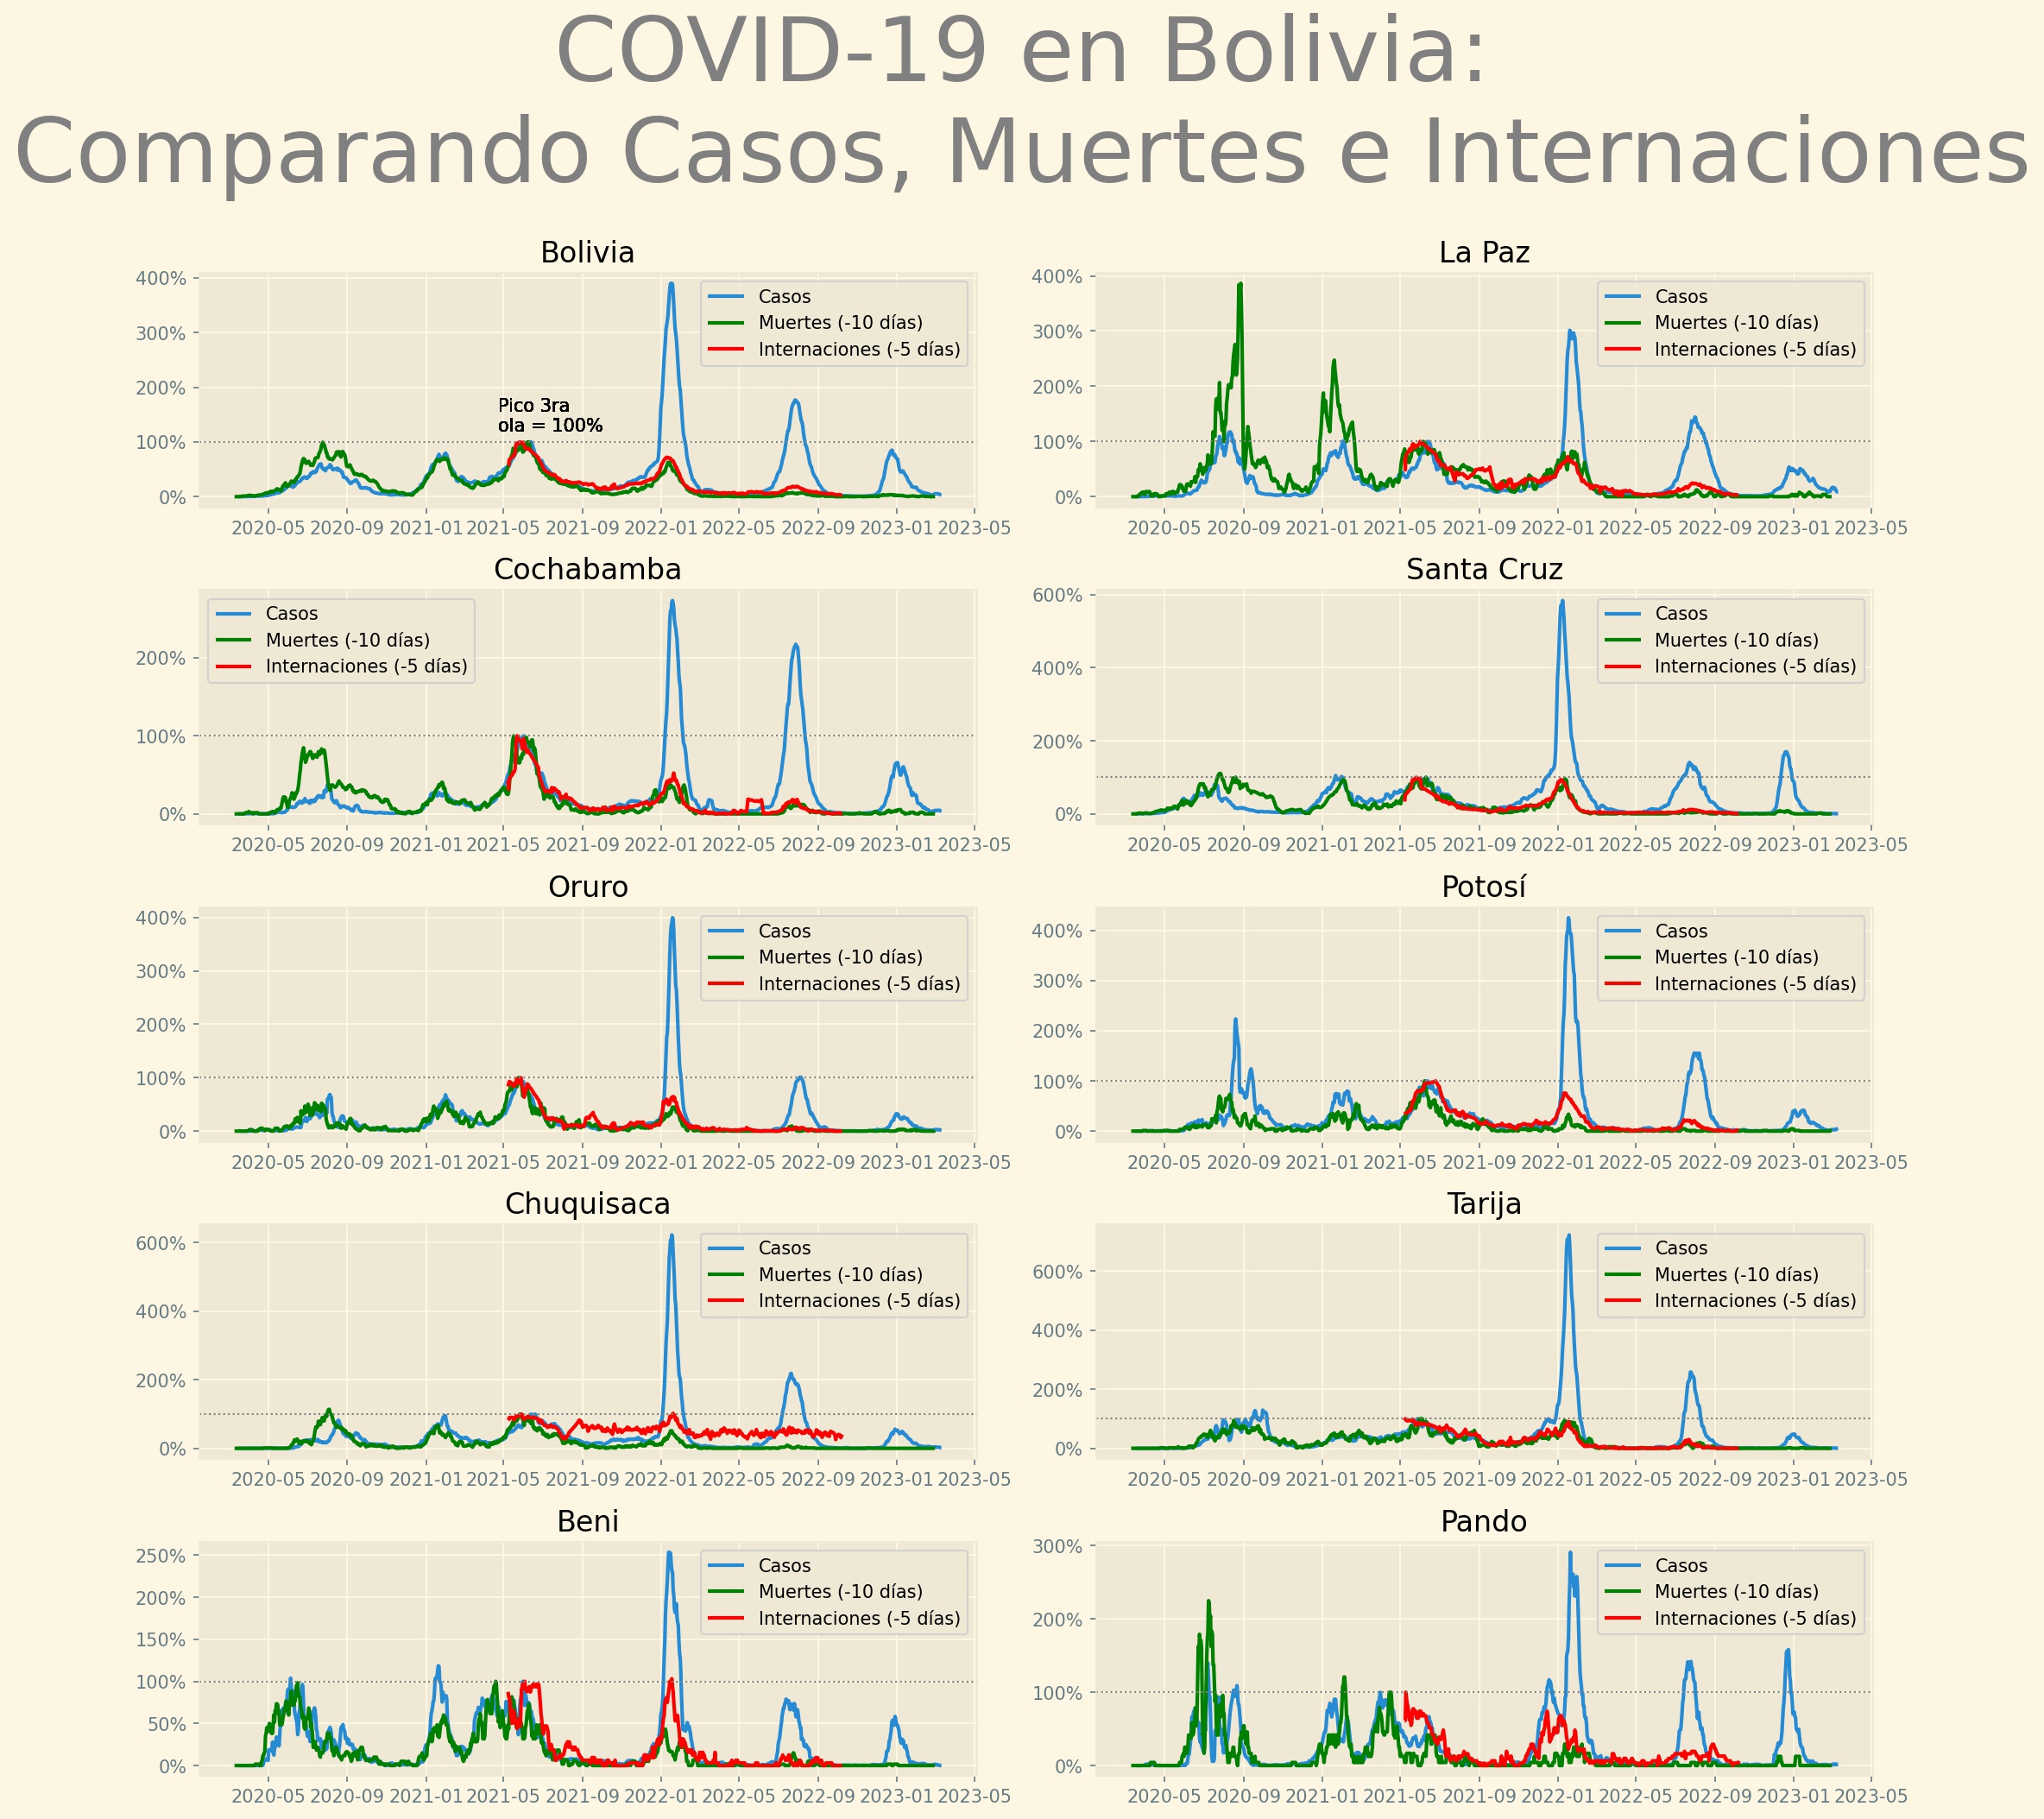 COVID-19 en Bolivia:
Comparando Casos, Muertes e Internaciones
Bolivia
400%
300%
200%
100%
0%
Casos
Muertes (-10 días)
Internaciones (-5 días)
Pico 3ra
ola = 100%
2020-05 2020-09 2021-01 2021-05 2021-09 2022-01 2022-05 2022-09 2023-01 2023-05
La Paz
400%
300%
200%
100%
0%
Casos
Muertes (-10 días)
Internaciones (-5 días)
2020-05 2020-09 2021-01 2021-05 2021-09 2022-01 2022-05 2022-09 2023-01 2023-05
Cochabamba
Casos
Muertes (-10 días)
Internaciones (-5 días)
200%
100%
0%
2020-05 2020-09 2021-01 2021-05 2021-09 2022-01 2022-05 2022-09 2023-01 2023-05
Santa Cruz
600%
400%
200%
0%
Casos
Muertes (-10 días)
Internaciones (-5 días)
2020-05 2020-09 2021-01 2021-05 2021-09 2022-01 2022-05 2022-09 2023-01 2023-05
Oruro
400%
300%
200%
100%
0%
Casos
Muertes (-10 días)
Internaciones (-5 días)
2020-05 2020-09 2021-01 2021-05 2021-09 2022-01 2022-05 2022-09 2023-01 2023-05
Potosí
400%
300%
200%
100%
0%
Casos
Muertes (-10 días)
Internaciones (-5 días)
2020-05 2020-09 2021-01 2021-05 2021-09 2022-01 2022-05 2022-09 2023-01 2023-05
Chuquisaca
600%
400%
200%
0%
Casos
Muertes (-10 días)
Internaciones (-5 días)
2020-05 2020-09 2021-01 2021-05 2021-09 2022-01 2022-05 2022-09 2023-01 2023-05
Tarija
600%
400%
200%
0%
Casos
Muertes (-10 días)
Internaciones (-5 días)
2020-05 2020-09 2021-01 2021-05 2021-09 2022-01 2022-05 2022-09 2023-01 2023-05
Beni
250%
200%
150%
100%
50%
0%
Casos
Muertes (-10 días)
Internaciones (-5 días)
2020-05 2020-09 2021-01 2021-05 2021-09 2022-01 2022-05 2022-09 2023-01 2023-05
Pando
300%
200%
100%
0%
Casos
Muertes (-10 días)
Internaciones (-5 días)
2020-05 2020-09 2021-01 2021-05 2021-09 2022-01 2022-05 2022-09 2023-01 2023-05